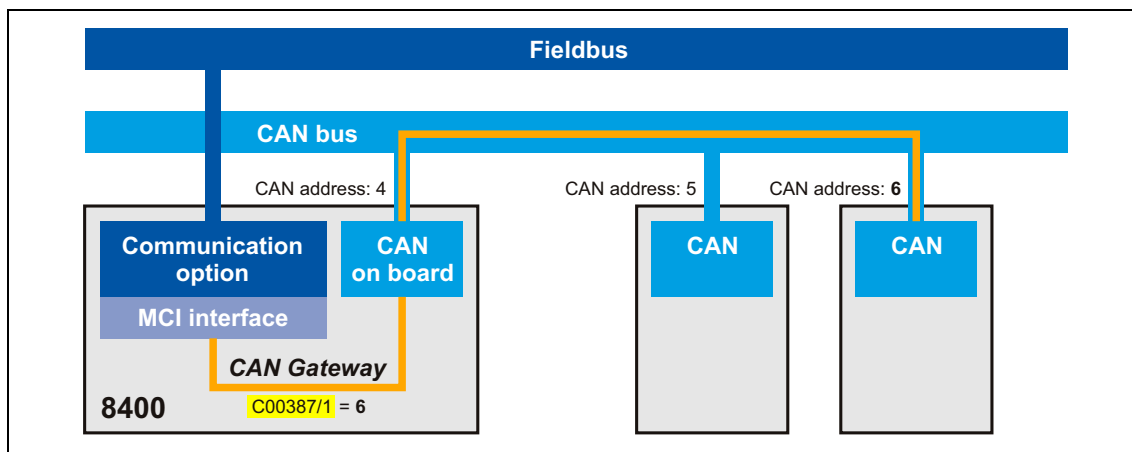 Fieldbus
CAN bus
CAN address: 4
CAN address: 5
CAN address: 6
Communication
option
CAN
on board
CAN
CAN
MCI interface
CAN Gateway
8400
C00387/1 = 6